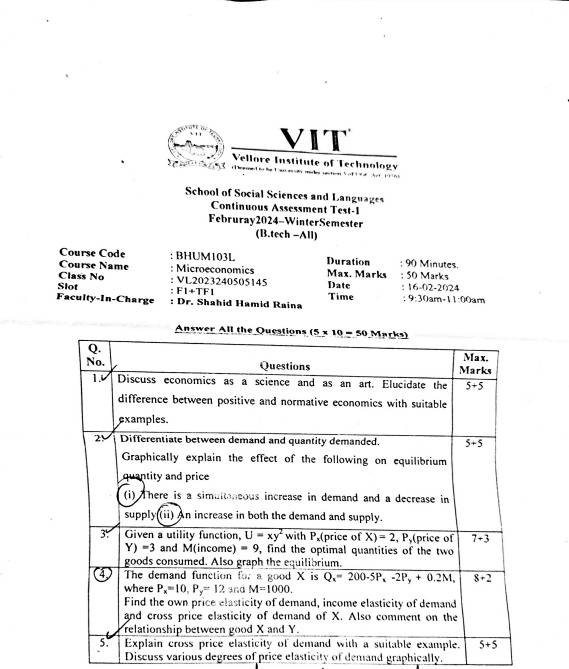 VIT
Vellore Institute of Technology
(Deemed to be University under section 3 of UGC Act, 1956)
School of Social Sciences and Languages
Continuous Assessment Test-1
Februray2024–WinterSemester
(B.tech –All)
Course Code : BHUM103L Duration : 90 Minutes.
Course Name : Microeconomics Max. Marks : 50 Marks
Class No : VL2023240505145 Date : 16-02-2024
Slot : F1+TF1 Time : 9:30am-11:00am
Faculty-In-Charge : Dr. Shahid Hamid Raina
Answer All the Questions (5 x 10 = 50 Marks)
Q. No. Questions Max. Marks
1. Discuss economics as a science and as an art. Elucidate the 5+5
difference between positive and normative economics with suitable
examples.
2. Differentiate between demand and quantity demanded. 5+5
Graphically explain the effect of the following on equilibrium
quantity and price
(i) There is a simultaneous increase in demand and a decrease in
supply (ii) An increase in both the demand and supply.
3. Given a utility function, U = xy² with Pₓ(price of X) = 2, Pᵧ(price of 7+3
Y) =3 and M(income) = 9, find the optimal quantities of the two
goods consumed. Also graph the equilibrium.
4. The demand function for a good X is Qₓ= 200-5Pₓ -2Pᵧ + 0.2M, 8+2
where Pₓ=10, Pᵧ= 12 and M=1000.
Find the own price elasticity of demand, income elasticity of demand
and cross price elasticity of demand of X. Also comment on the
relationship between good X and Y.
5. Explain cross price elasticity of demand with a suitable example. 5+5
Discuss various degrees of price elasticity of demand graphically.